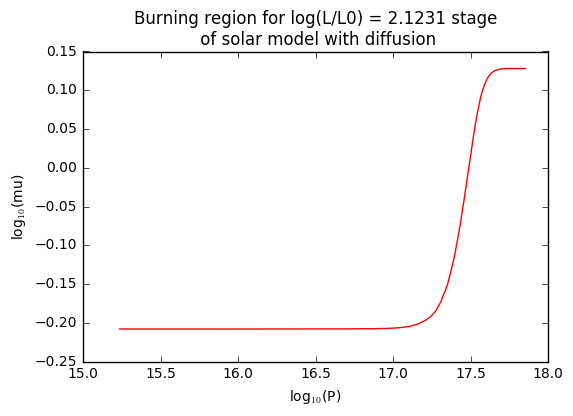 Burning region for log(L/L0) = 2.1231 stage
of solar model with diffusion
0.15
0.10
0.05
0.00
−0.05
−0.10
−0.15
−0.20
−0.25
log₁₀(mu)
15.0 15.5 16.0 16.5 17.0 17.5 18.0
log₁₀(P)